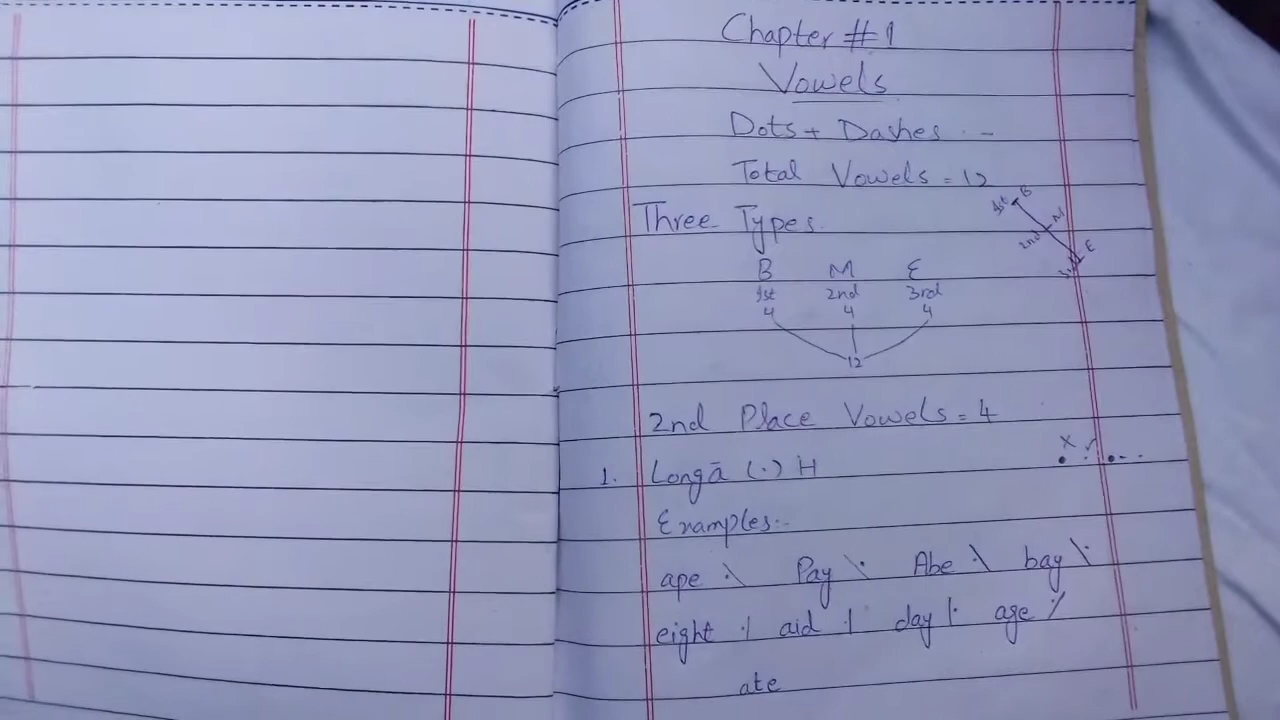 Chapter #1
Vowels
Dots + Dashes . -
Total Vowels = 12
Three Types.
1st B
2nd M
E
B M E
1st 2nd 3rd
4 4 4
12
2nd Place Vowels = 4
1. Long ā (.) H
Examples:-
ape Pay Abe bay
eight aid day age
ate